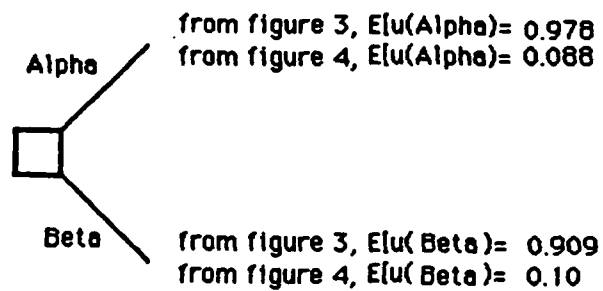 from figure 3, E[u(Alpha)= 0.978
from figure 4, E[u(Alpha)= 0.088
Alpha
Beta
from figure 3, E[u( Beta )= 0.909
from figure 4, E[u( Beta )= 0.10